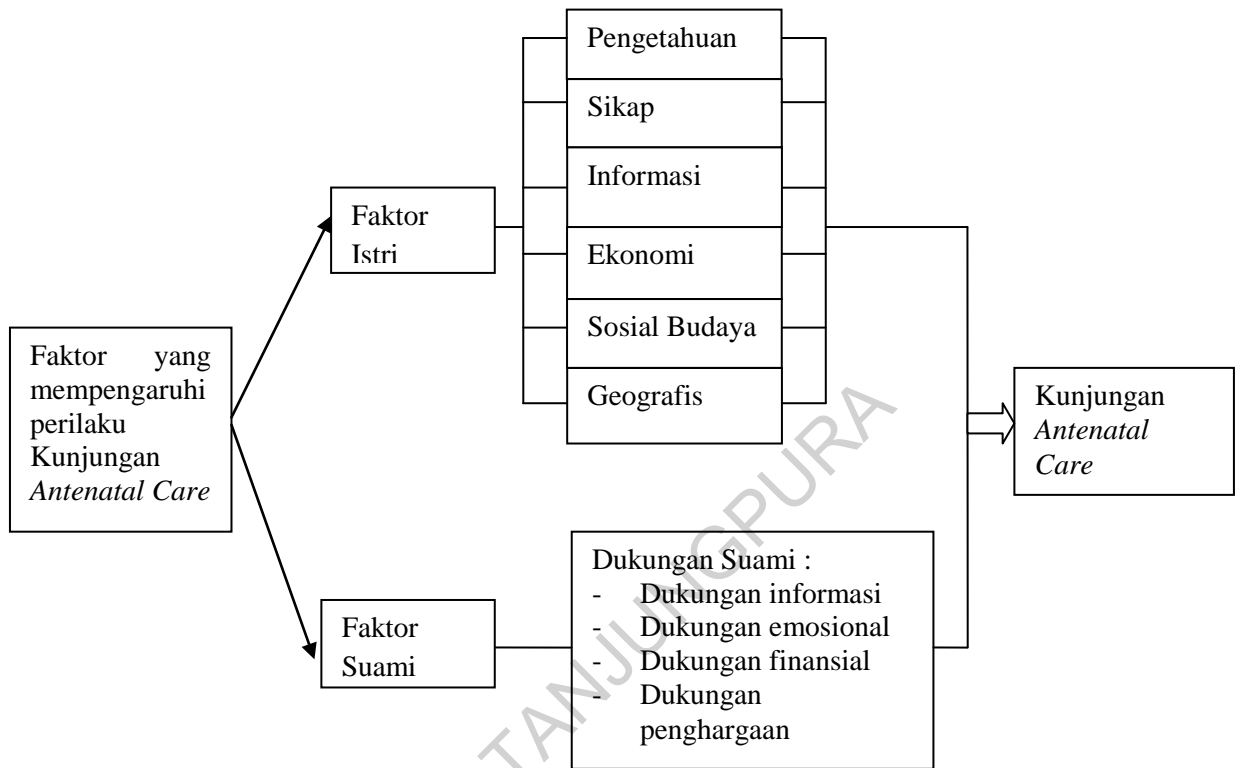 Faktor yang
mempengaruhi
perilaku
Kunjungan
Antenatal Care
Faktor
Istri
Pengetahuan
Sikap
Informasi
Ekonomi
Sosial Budaya
Geografis
Faktor
Suami
Dukungan Suami :
- Dukungan informasi
- Dukungan emosional
- Dukungan finansial
- Dukungan
penghargaan
Kunjungan
Antenatal
Care
TANJUNGPURA